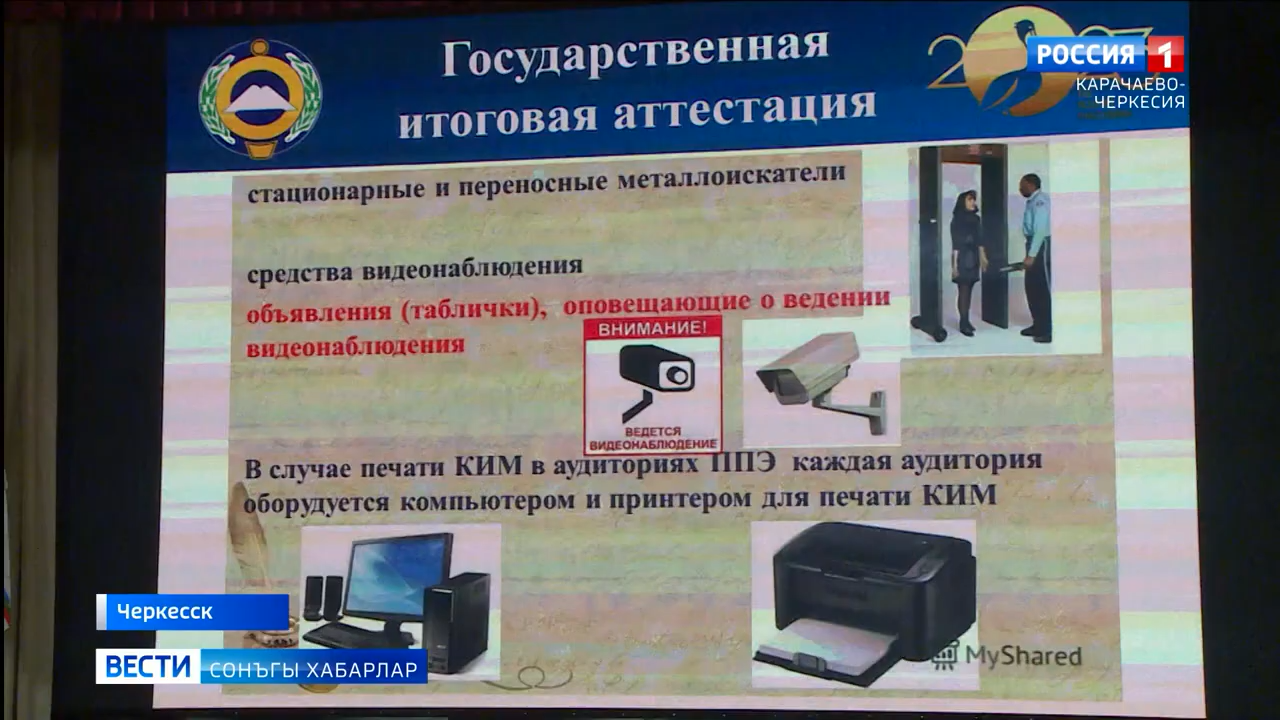 Государственная
итоговая аттестация
РОССИЯ 1
КАРАЧАЕВО-
ЧЕРКЕСИЯ
стационарные и переносные металлоискатели
средства видеонаблюдения
объявления (таблички), оповещающие о ведении
видеонаблюдения
ВНИМАНИЕ!
ВЕДЕТСЯ
ВИДЕОНАБЛЮДЕНИЕ
В случае печати КИМ в аудиториях ППЭ каждая аудитория
оборудуется компьютером и принтером для печати КИМ
MyShared
Черкесск
ВЕСТИ СОНЪГЫ ХАБАРЛАР